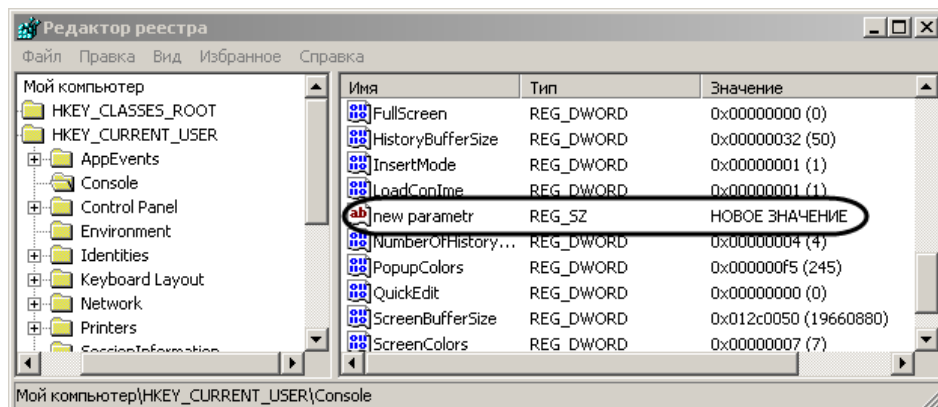 Редактор реестра
Файл Правка Вид Избранное Справка
Мой компьютер
HKEY_CLASSES_ROOT
HKEY_CURRENT_USER
AppEvents
Console
Control Panel
Environment
Identities
Keyboard Layout
Network
Printers
SessionInformation
Имя Тип Значение
FullScreen REG_DWORD 0x00000000 (0)
HistoryBufferSize REG_DWORD 0x00000032 (50)
InsertMode REG_DWORD 0x00000001 (1)
LoadConIme REG_DWORD 0x00000001 (1)
new parametr REG_SZ НОВОЕ ЗНАЧЕНИЕ
NumberOfHistory... REG_DWORD 0x00000004 (4)
PopupColors REG_DWORD 0x000000f5 (245)
QuickEdit REG_DWORD 0x00000000 (0)
ScreenBufferSize REG_DWORD 0x012c0050 (19660880)
ScreenColors REG_DWORD 0x00000007 (7)
Мой компьютер\HKEY_CURRENT_USER\Console